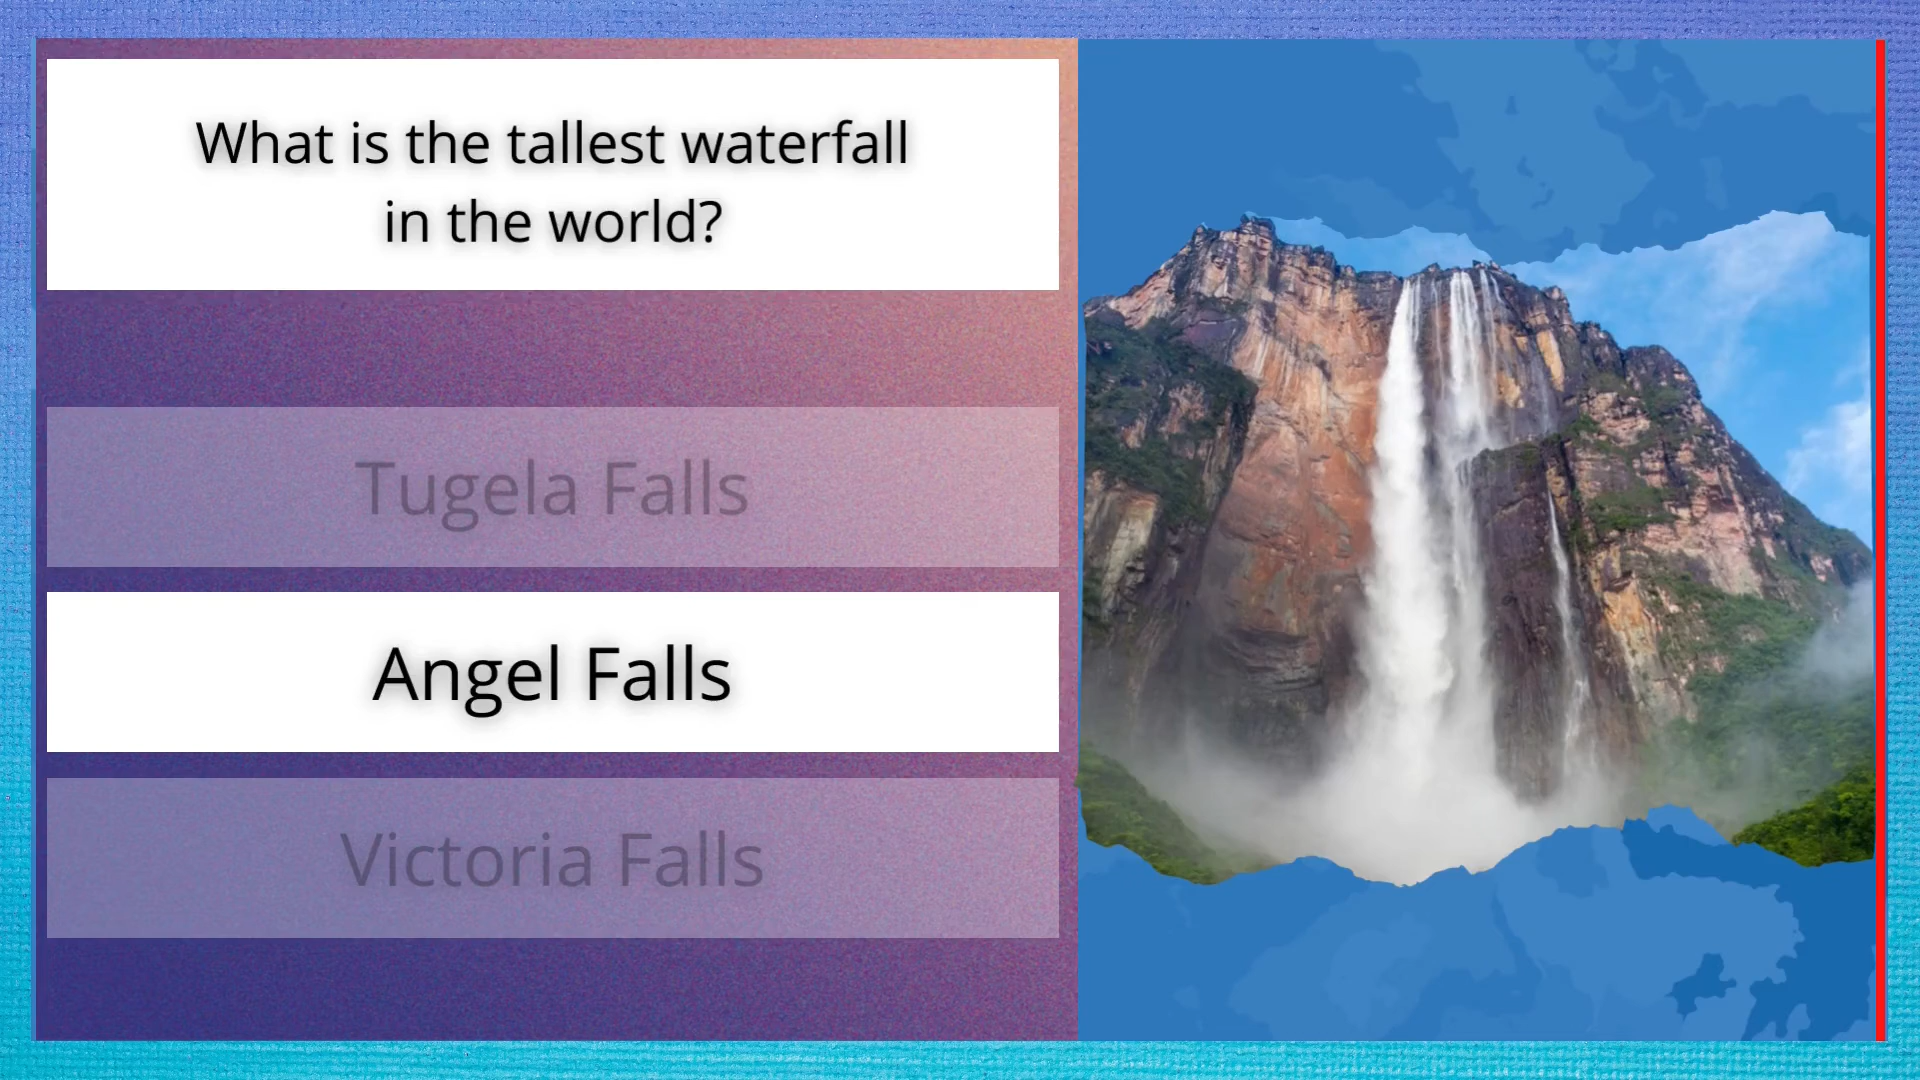 What is the tallest waterfall
in the world?
Tugela Falls
Angel Falls
Victoria Falls